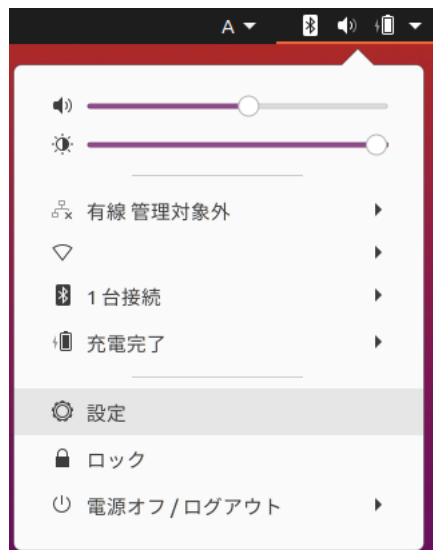 A
有線 管理対象外
1 台接続
充電完了
設定
ロック
電源オフ / ログアウト